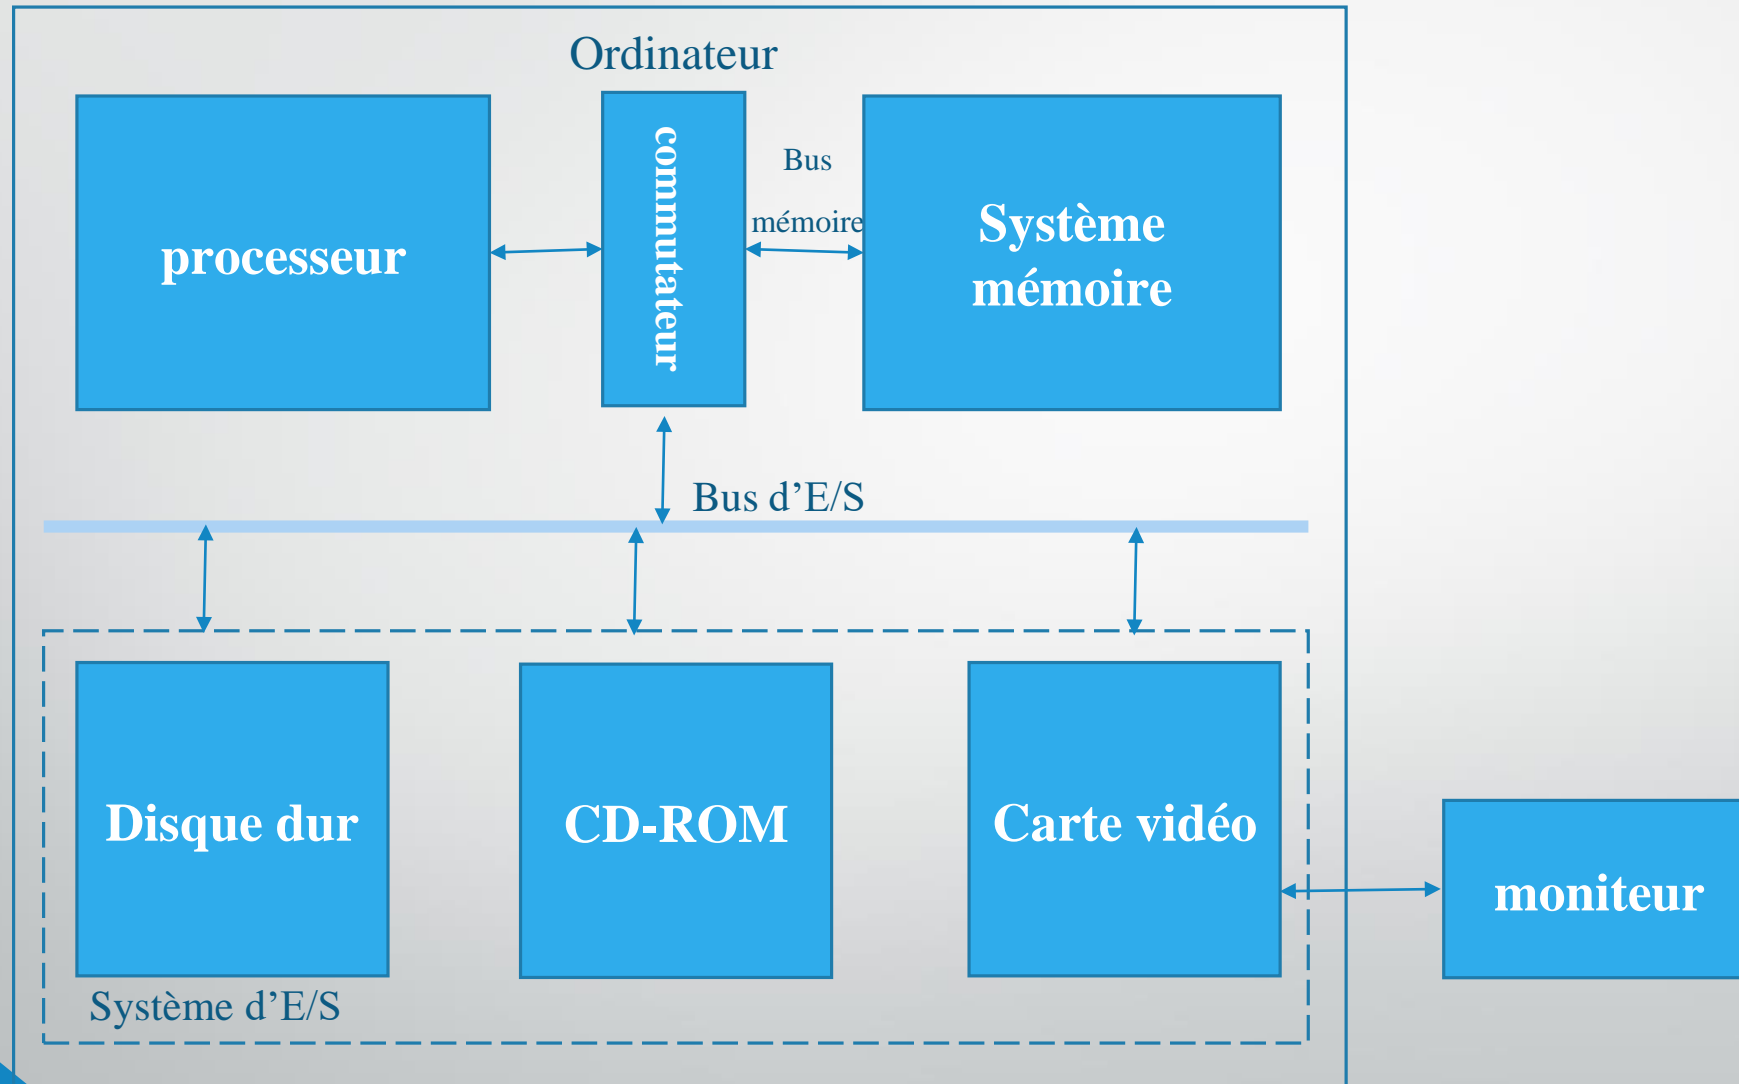 Ordinateur
processeur
commutateur
Bus
mémoire
Système
mémoire
Bus d’E/S
Disque dur
CD-ROM
Carte vidéo
moniteur
Système d’E/S